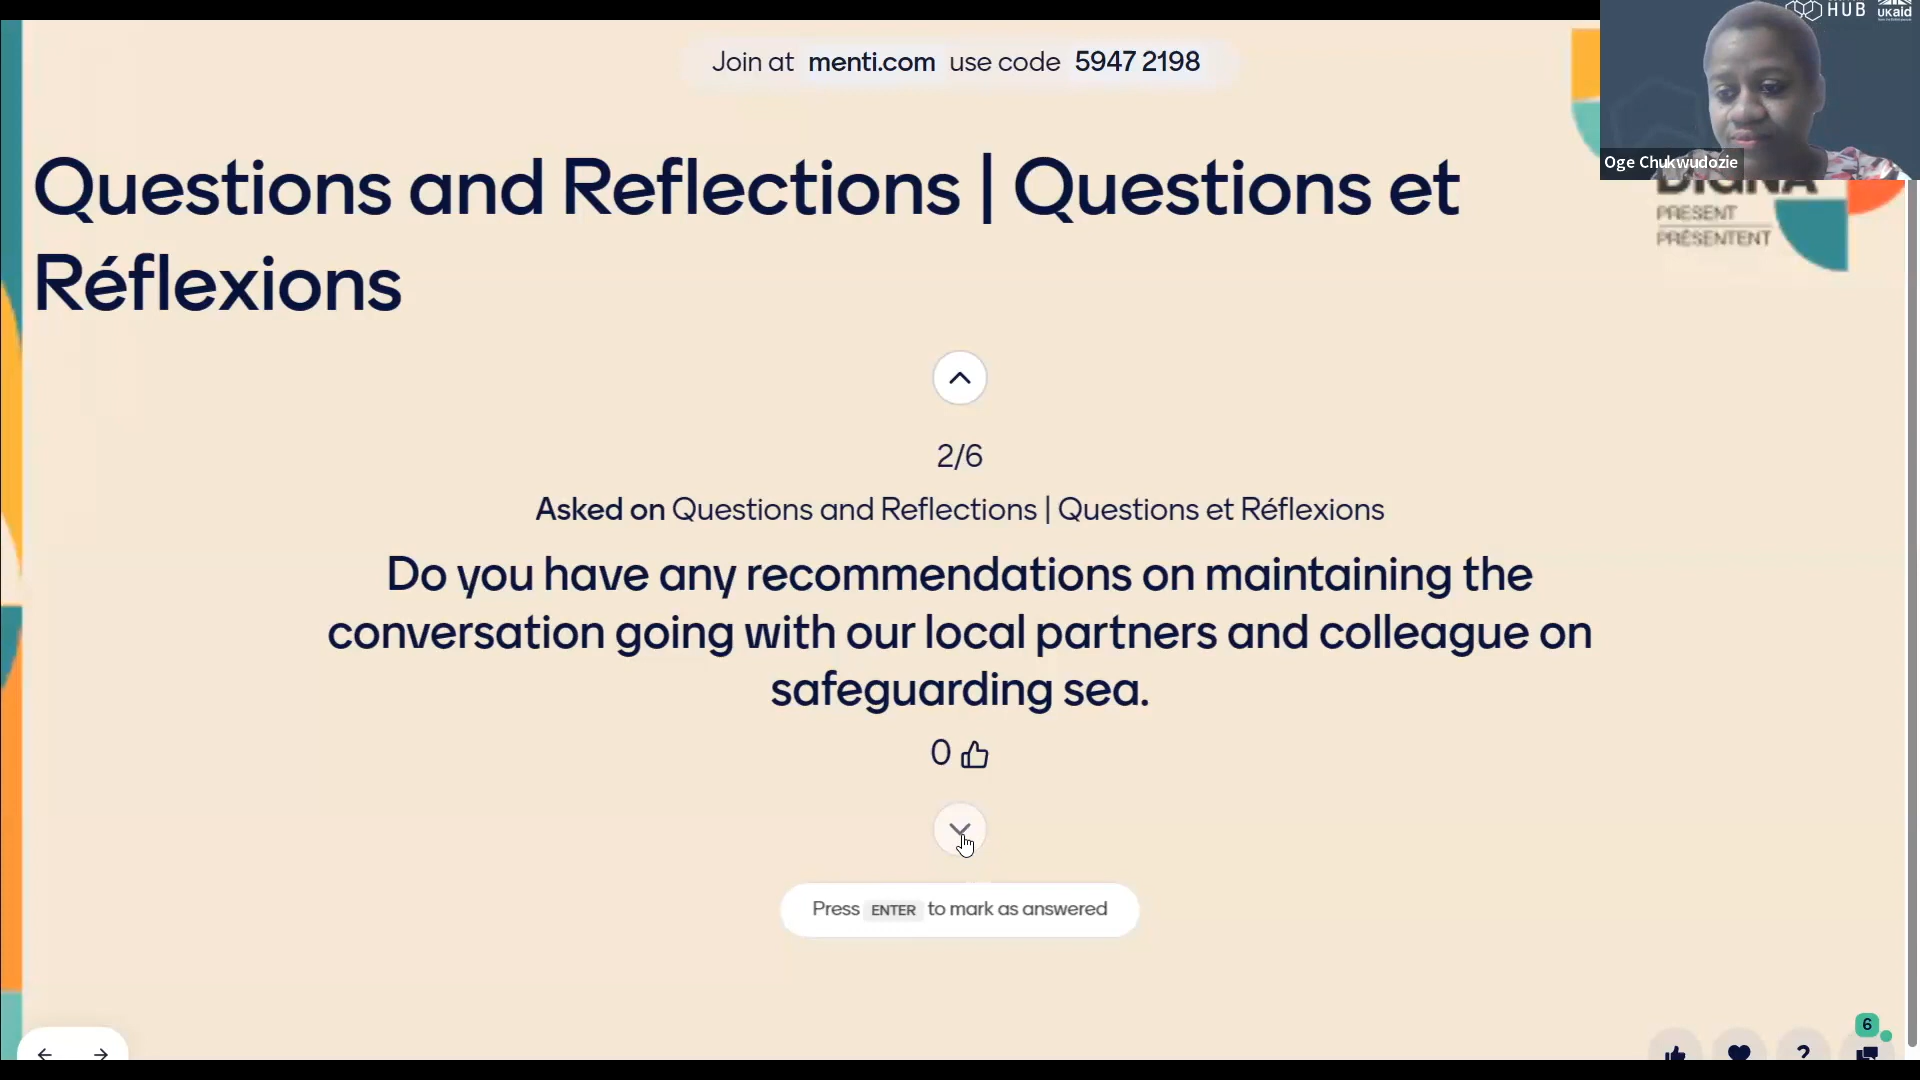 Join at menti.com use code 5947 2198
HUB
ukaid
Oge Chukwudozie
DIGNA
PRESENT
PRÉSENTENT
Questions and Reflections | Questions et
Réflexions
2/6
Asked on Questions and Reflections | Questions et Réflexions
Do you have any recommendations on maintaining the
conversation going with our local partners and colleague on
safeguarding sea.
0
Press ENTER to mark as answered
6
?